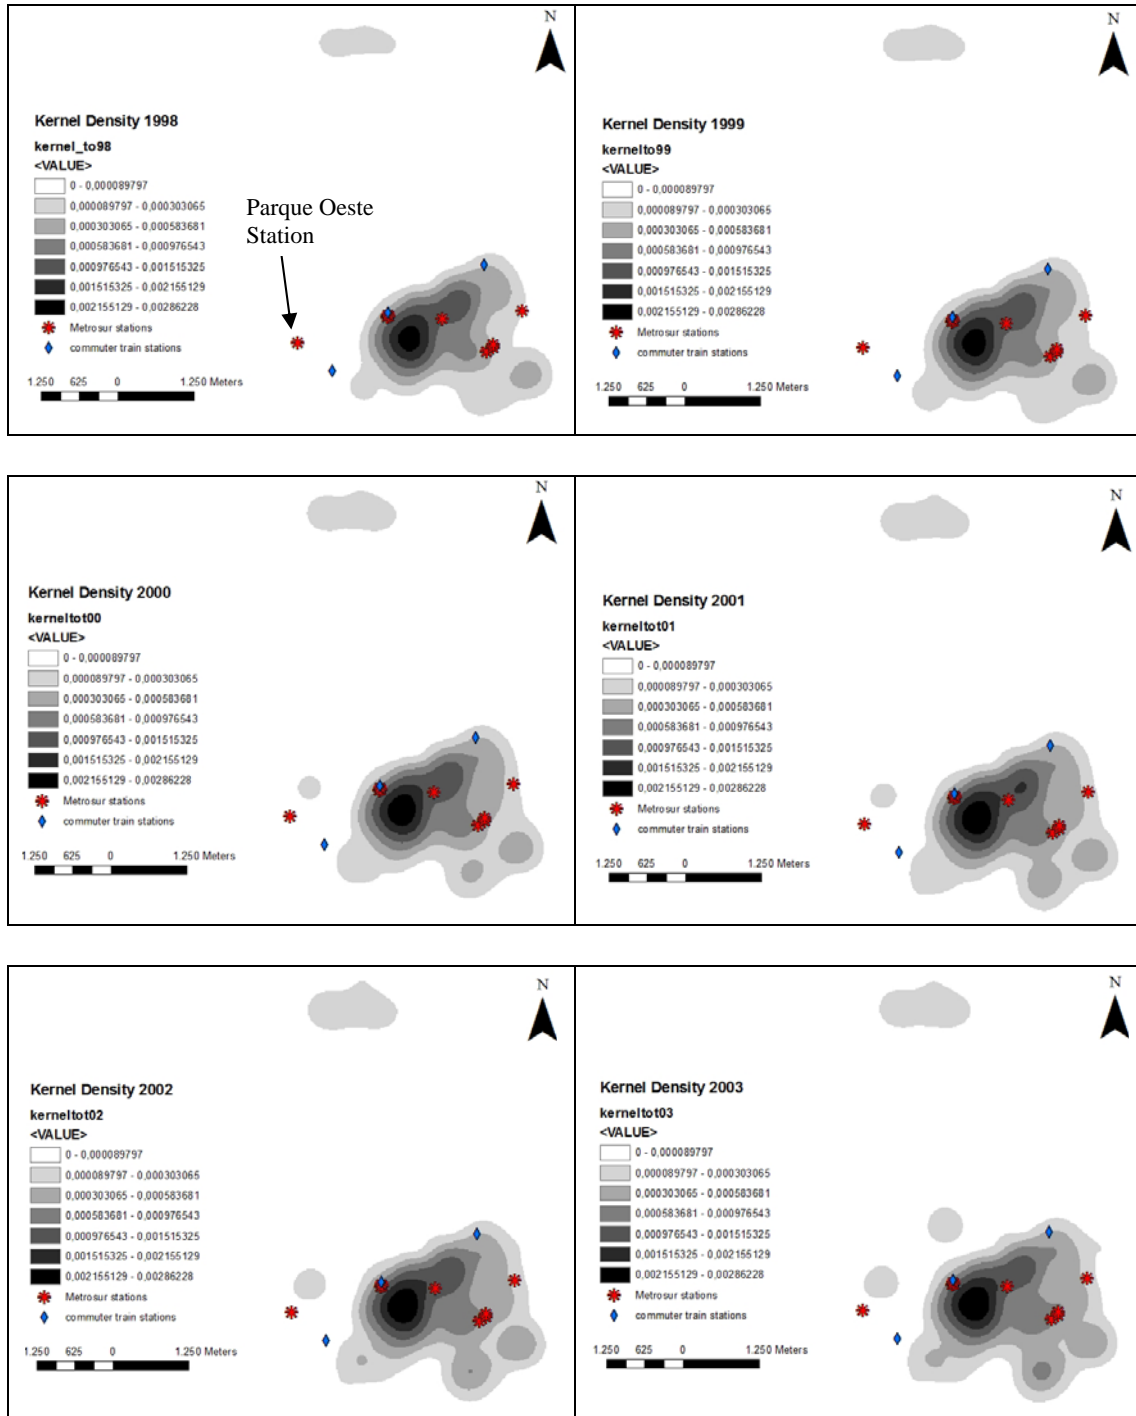 N
Kernel Density 1998
kernel_to98
<VALUE>
0 - 0,000089797
0,000089797 - 0,000303065
0,000303065 - 0,000583681
0,000583681 - 0,000976543
0,000976543 - 0,001515325
0,001515325 - 0,002155129
0,002155129 - 0,00286228
Metrosur stations
commuter train stations
1.250 625 0 1.250 Meters
Parque Oeste
Station
N
Kernel Density 1999
kernelto99
<VALUE>
0 - 0,000089797
0,000089797 - 0,000303065
0,000303065 - 0,000583681
0,000583681 - 0,000976543
0,000976543 - 0,001515325
0,001515325 - 0,002155129
0,002155129 - 0,00286228
Metrosur stations
commuter train stations
1.250 625 0 1.250 Meters
N
Kernel Density 2000
kerneltot00
<VALUE>
0 - 0,000089797
0,000089797 - 0,000303065
0,000303065 - 0,000583681
0,000583681 - 0,000976543
0,000976543 - 0,001515325
0,001515325 - 0,002155129
0,002155129 - 0,00286228
Metrosur stations
commuter train stations
1.250 625 0 1.250 Meters
N
Kernel Density 2001
kerneltot01
<VALUE>
0 - 0,000089797
0,000089797 - 0,000303065
0,000303065 - 0,000583681
0,000583681 - 0,000976543
0,000976543 - 0,001515325
0,001515325 - 0,002155129
0,002155129 - 0,00286228
Metrosur stations
commuter train stations
1.250 625 0 1.250 Meters
N
Kernel Density 2002
kerneltot02
<VALUE>
0 - 0,000089797
0,000089797 - 0,000303065
0,000303065 - 0,000583681
0,000583681 - 0,000976543
0,000976543 - 0,001515325
0,001515325 - 0,002155129
0,002155129 - 0,00286228
Metrosur stations
commuter train stations
1.250 625 0 1.250 Meters
N
Kernel Density 2003
kerneltot03
<VALUE>
0 - 0,000089797
0,000089797 - 0,000303065
0,000303065 - 0,000583681
0,000583681 - 0,000976543
0,000976543 - 0,001515325
0,001515325 - 0,002155129
0,002155129 - 0,00286228
Metrosur stations
commuter train stations
1.250 625 0 1.250 Meters